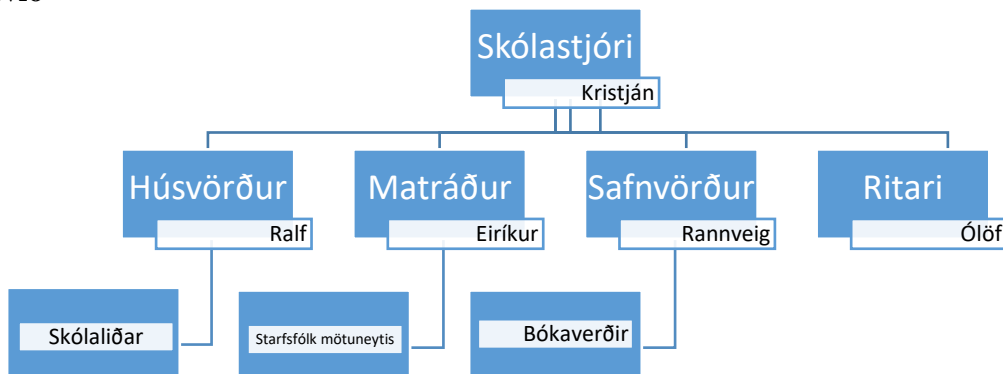 Skólastjóri
Kristján
Húsvörður
Ralf
Matráður
Eiríkur
Safnvörður
Rannveig
Ritari
Ólöf
Skólaliðar
Starfsfólk mötuneytis
Bókaverðir